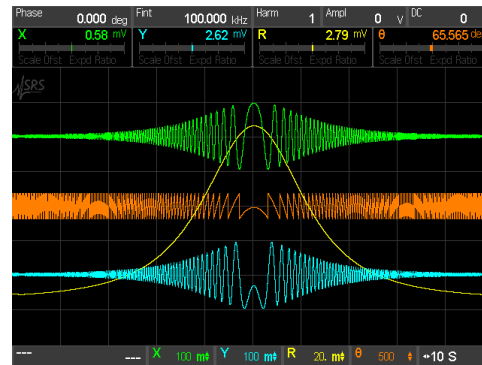 Phase 0.000 deg Fint 100.000 kHz Harm 1 Ampl 0 V DC 0
X 0.58 mV Y 2.62 mV R 2.79 mV θ 65.565 de
Scale Ofst Expd Ratio Scale Ofst Expd Ratio Scale Ofst Expd Ratio Scale Ofst Expd Ratio
SRS
--- --- X 100 m Y 100 m R 20. m θ 500 10 S